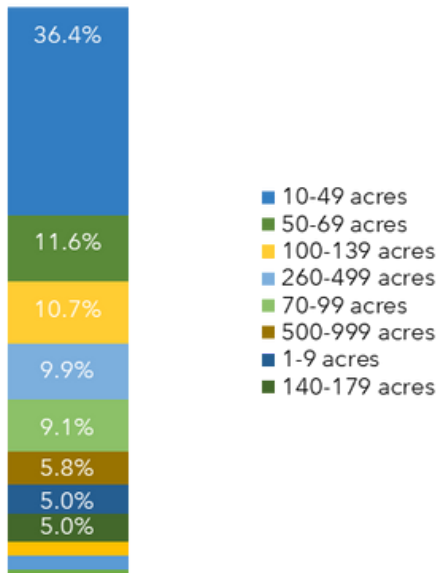 36.4%
11.6%
10.7%
9.9%
9.1%
5.8%
5.0%
5.0%
10-49 acres
50-69 acres
100-139 acres
260-499 acres
70-99 acres
500-999 acres
1-9 acres
140-179 acres